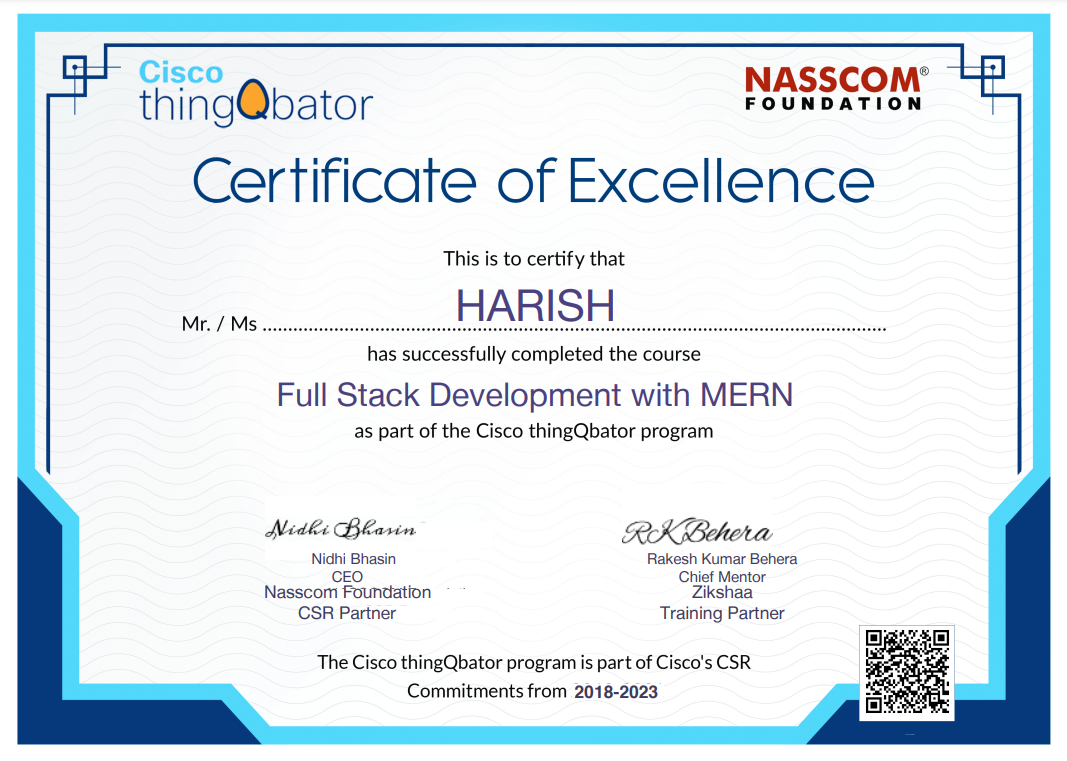 Cisco
thingQbator
NASSCOM®
FOUNDATION
Certificate of Excellence
This is to certify that
Mr. / Ms ........................................................................................................... HARISH
has successfully completed the course
Full Stack Development with MERN
as part of the Cisco thingQbator program
Nidhi Bhasin
Nidhi Bhasin
CEO
Nasscom Foundation
CSR Partner
RK Behera
Rakesh Kumar Behera
Chief Mentor
Zikshaa
Training Partner
The Cisco thingQbator program is part of Cisco's CSR
Commitments from 2018-2023